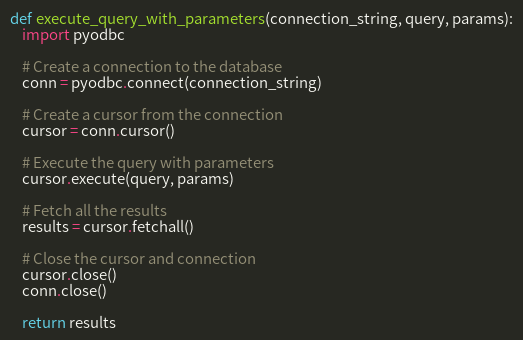 def execute_query_with_parameters(connection_string, query, params):
import pyodbc
# Create a connection to the database
conn = pyodbc.connect(connection_string)
# Create a cursor from the connection
cursor = conn.cursor()
# Execute the query with parameters
cursor.execute(query, params)
# Fetch all the results
results = cursor.fetchall()
# Close the cursor and connection
cursor.close()
conn.close()
return results